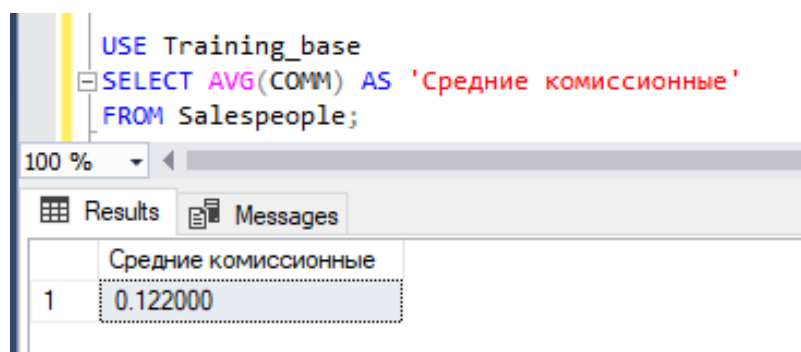 USE Training_base
SELECT AVG(COMM) AS 'Средние комиссионные'
FROM Salespeople;
100 %
Results Messages
Средние комиссионные
1 0.122000